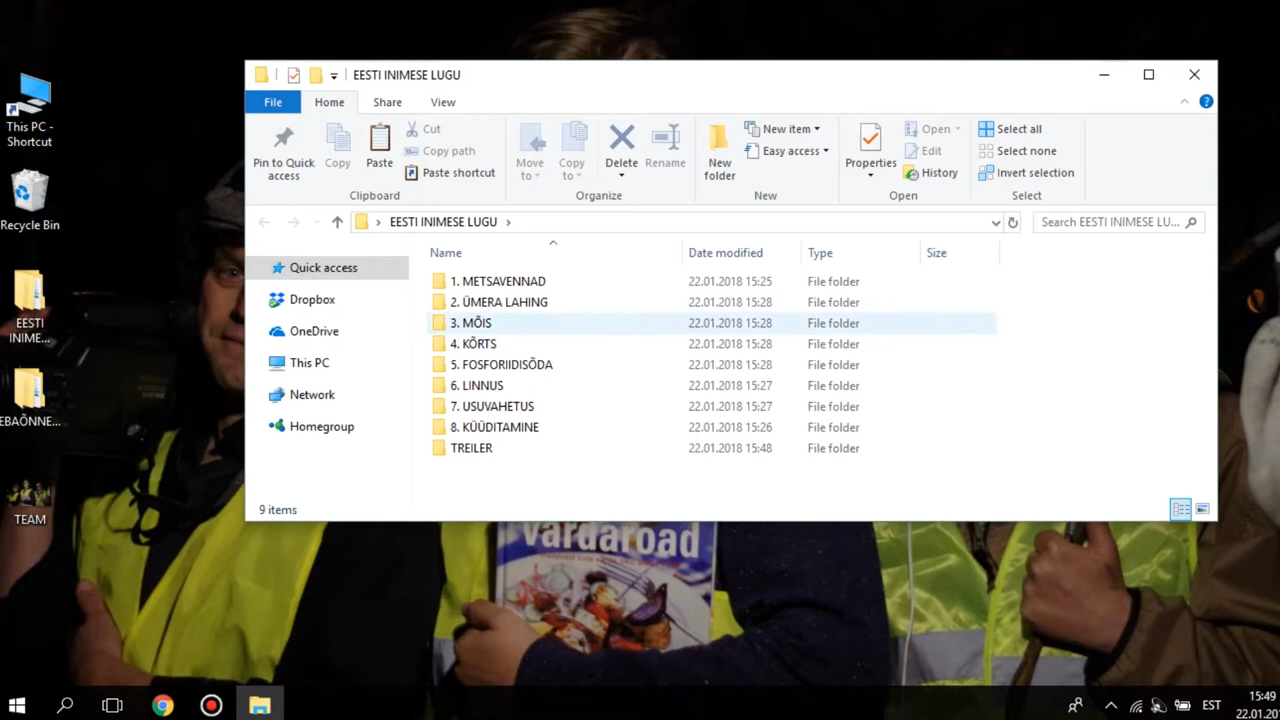 This PC -
Shortcut
Recycle Bin
EESTI
INIME...
EBAÕNNE...
TEAM
EESTI INIMESE LUGU
File
Home
Share
View
Pin to Quick
access
Copy
Paste
Cut
Copy path
Paste shortcut
Clipboard
Move
to
Copy
to
Delete
Rename
Organize
New
folder
New item
Easy access
New
Properties
Open
Edit
History
Open
Select all
Select none
Invert selection
Select
EESTI INIMESE LUGU
Search EESTI INIMESE LU...
Quick access
Dropbox
OneDrive
This PC
Network
Homegroup
Name Date modified Type Size
1. METSAVENNAD 22.01.2018 15:25 File folder
2. ÜMERA LAHING 22.01.2018 15:28 File folder
3. MÕIS 22.01.2018 15:28 File folder
4. KÕRTS 22.01.2018 15:28 File folder
5. FOSFORIIDISÕDA 22.01.2018 15:28 File folder
6. LINNUS 22.01.2018 15:27 File folder
7. USUVAHETUS 22.01.2018 15:27 File folder
8. KÜÜDITAMINE 22.01.2018 15:26 File folder
TREILER 22.01.2018 15:48 File folder
9 items
vardaroad
EST
15:49
22.01.20